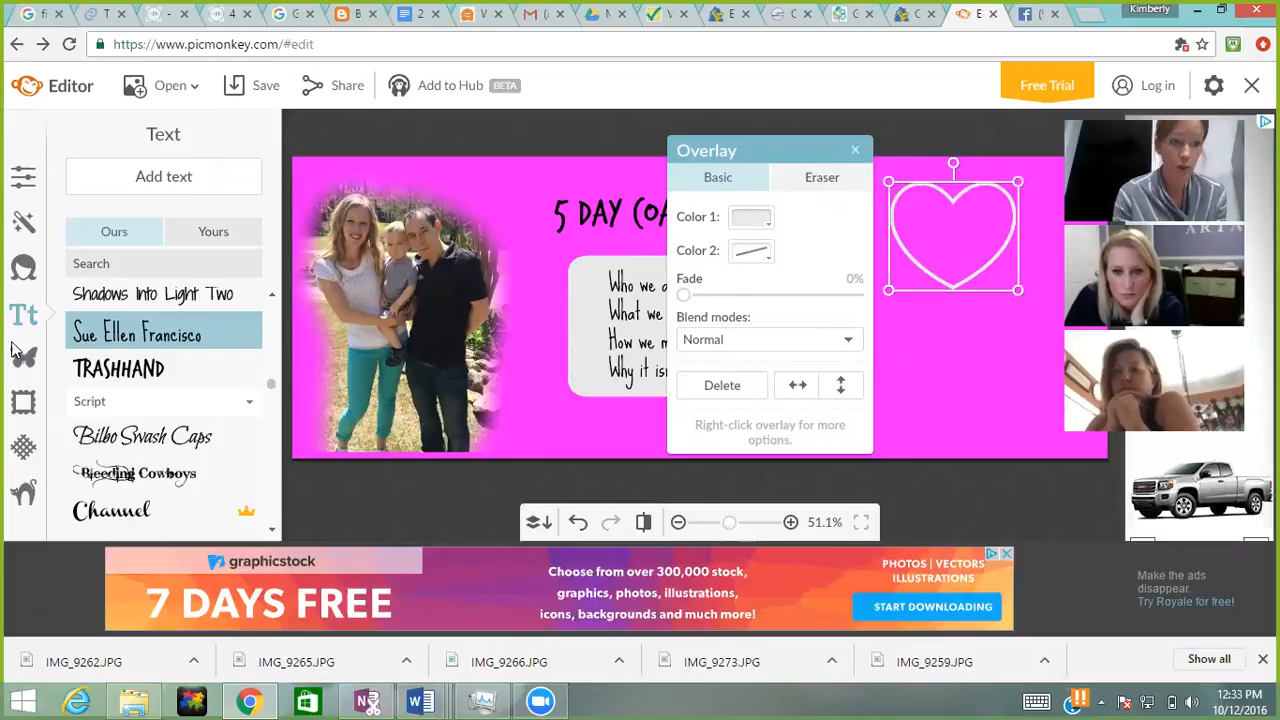 Kimberly
https://www.picmonkey.com/#edit
Editor
Open
Save
Share
Add to Hub BETA
Free Trial
Log in
Text
Add text
Ours
Yours
Search
Shadows Into Light Two
Sue Ellen Francisco
TRASHHAND
Script
Bilbo Swash Caps
Bleeding Cowboys
Channel
5 DAY
Who we
What we
How we
Why it
Overlay
Basic
Eraser
Color 1:
Color 2:
Fade 0%
Blend modes:
Normal
Delete
Right-click overlay for more
options.
51.1%
graphicstock
7 DAYS FREE
Choose from over 300,000 stock,
graphics, photos, illustrations,
icons, backgrounds and much more!
PHOTOS | VECTORS
ILLUSTRATIONS
START DOWNLOADING
Make the ads
disappear.
Try Royale for free!
IMG_9262.JPG
IMG_9265.JPG
IMG_9266.JPG
IMG_9273.JPG
IMG_9259.JPG
Show all
12:33 PM
10/12/2016